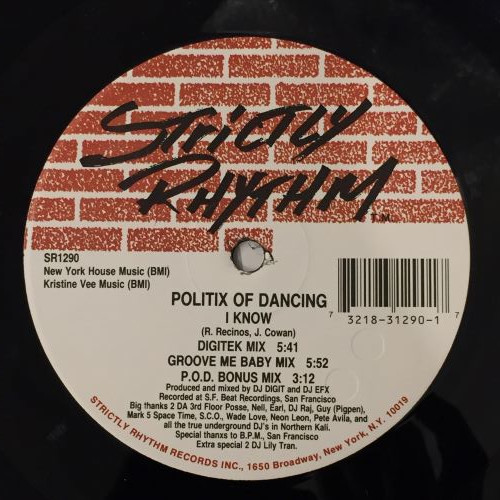 STRICTLY
RHYTHM T.M.
SR1290
New York House Music (BMI)
Kristine Vee Music (BMI)
7 3218-31290-1 7
POLITIX OF DANCING
I KNOW
(R. Recinos, J. Cowan)
DIGITEK MIX 5:41
GROOVE ME BABY MIX 5:52
P.O.D. BONUS MIX 3:12
Produced and mixed by DJ DIGIT and DJ EFX
Recorded at S.F. Beat Recordings, San Francisco
Big thanks 2 DA 3rd Floor Posse, Nell, Earl, DJ Raj, Guy (Pigpen),
Mark 5 Space Time, S.C.O, Wade Love, Neon Leon, Pete Avila, and
all the true underground DJ's in Northern Kali.
Special thanxs to B.P.M., San Francisco
Extra special 2 DJ Lily Tran.
STRICTLY RHYTHM RECORDS INC., 1650 Broadway, New York, N.Y. 10019